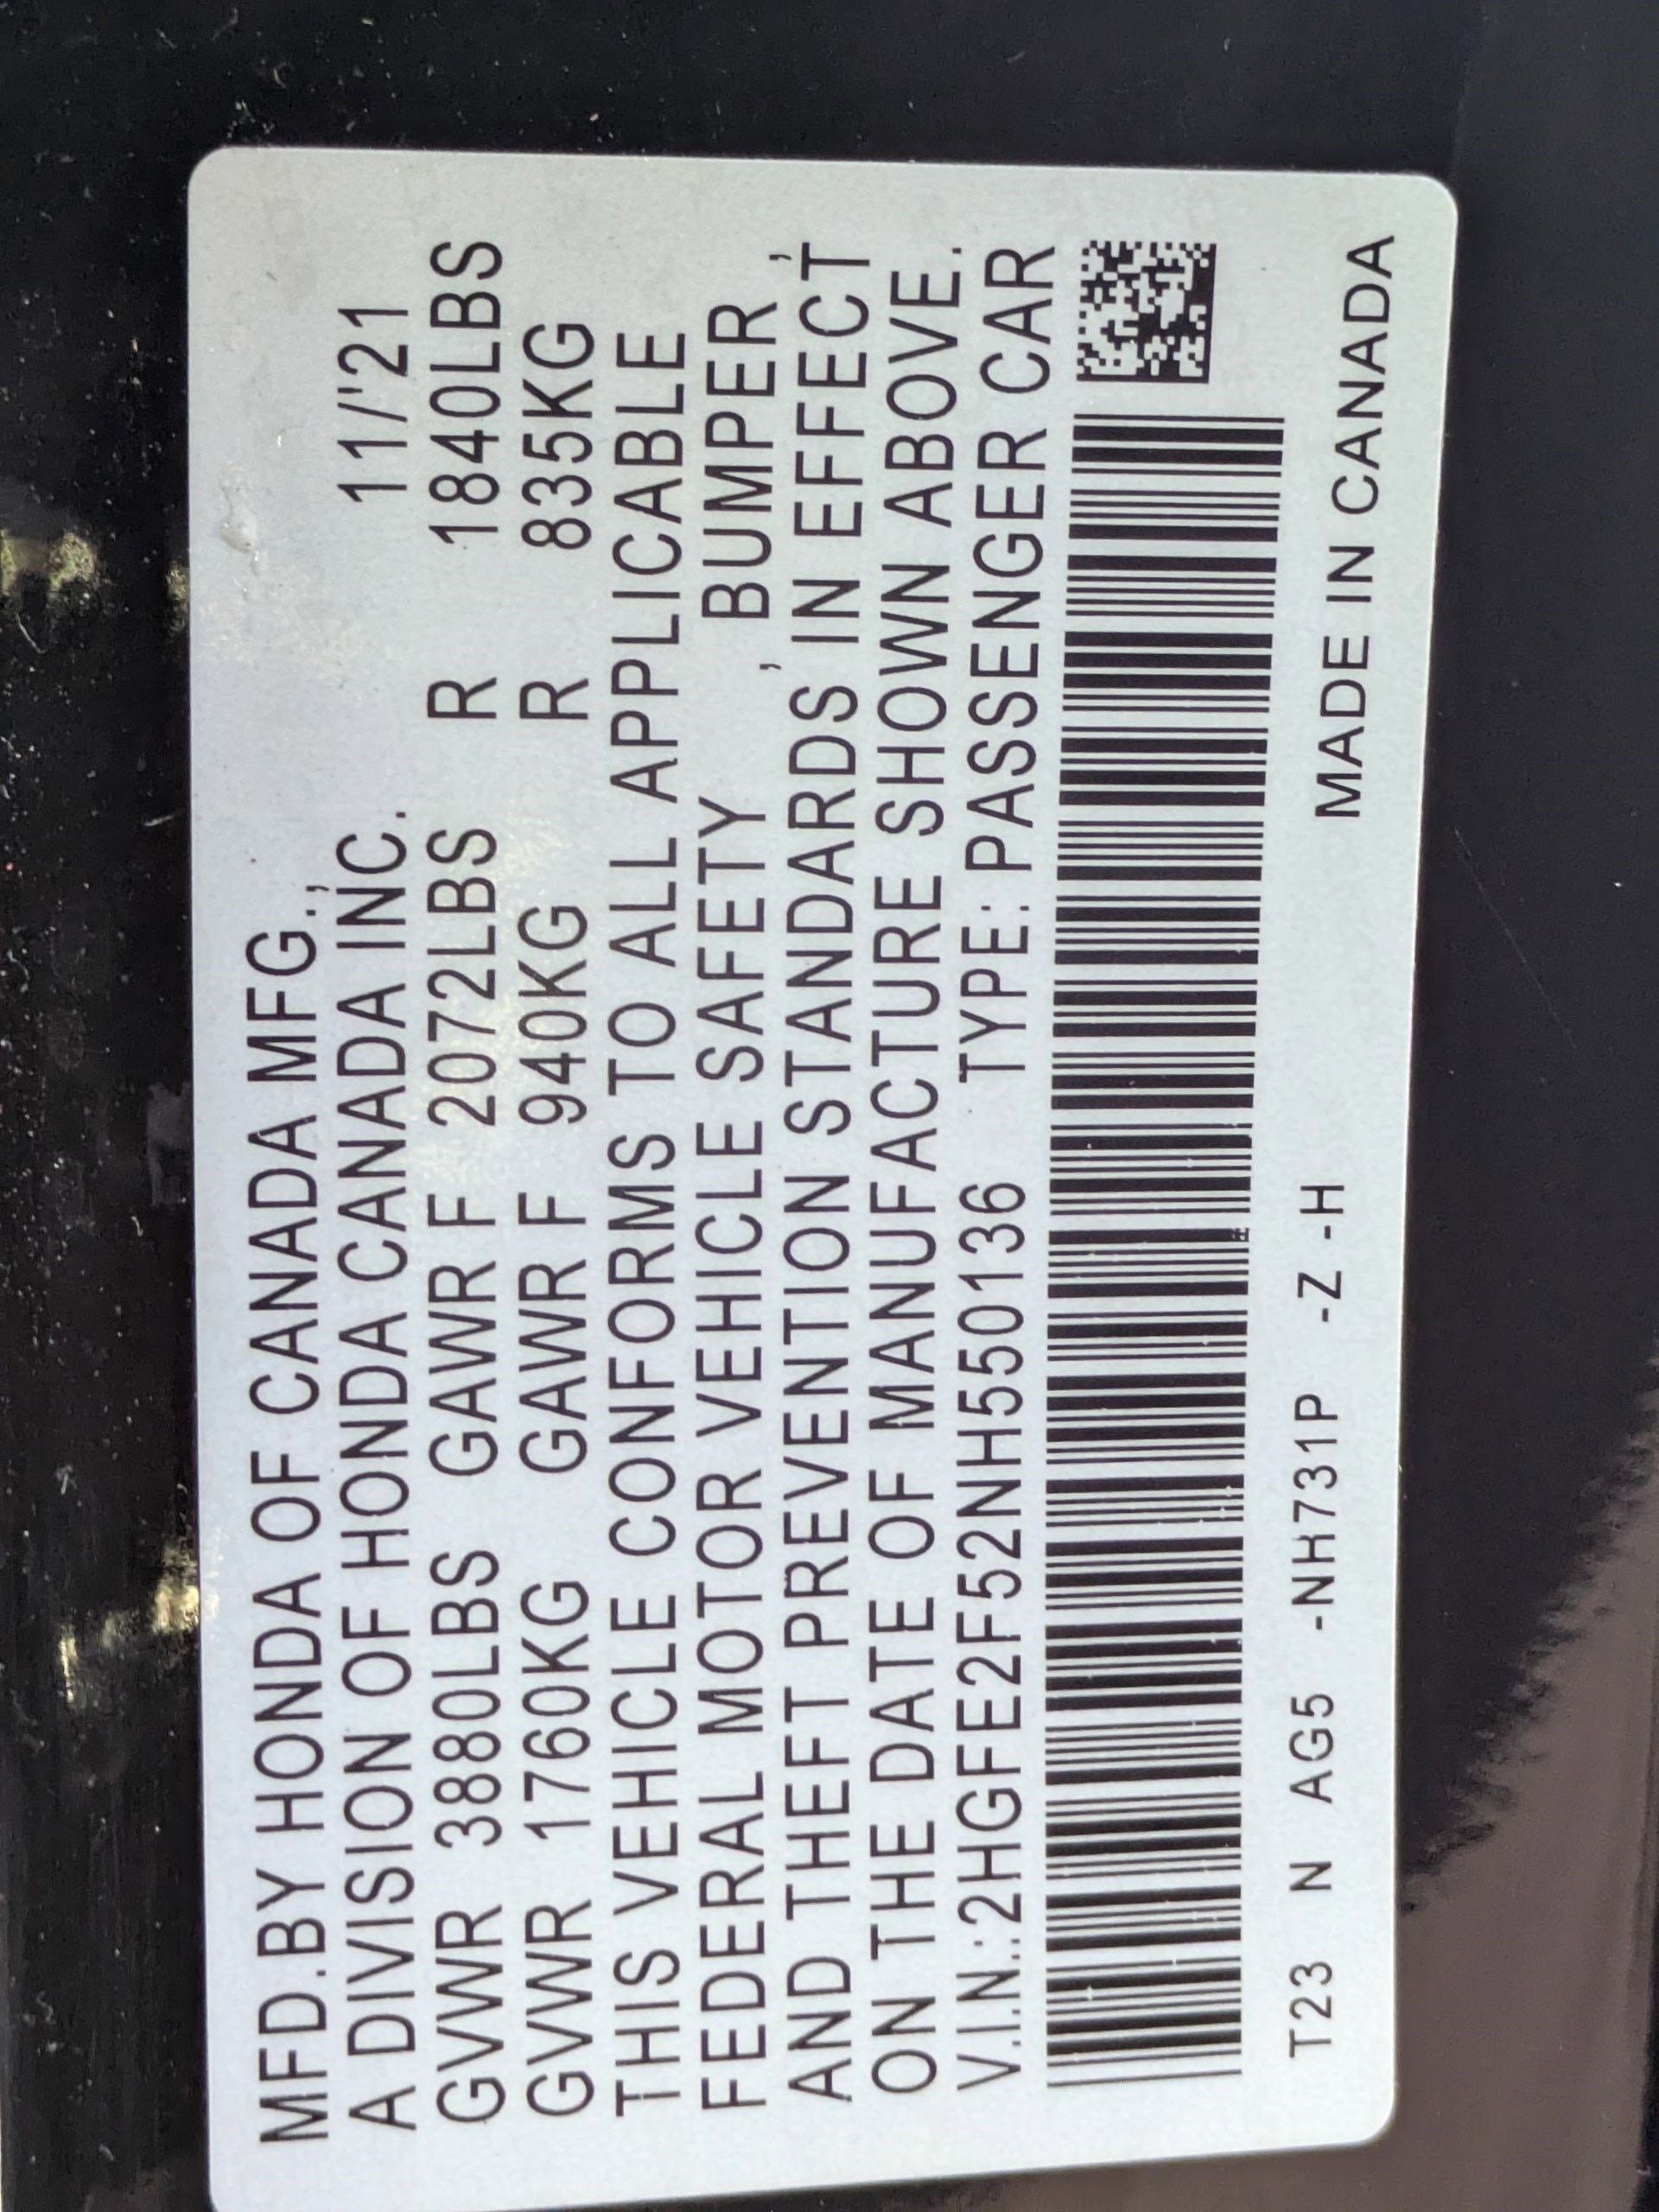 MFD.BY HONDA OF CANADA MFG.,
A DIVISION OF HONDA CANADA INC. 11/'21
GVWR 3880LBS GAWR F 2072LBS R 1840LBS
GVWR 1760KG GAWR F 940KG R 835KG
THIS VEHICLE CONFORMS TO ALL APPLICABLE
FEDERAL MOTOR VEHICLE SAFETY , BUMPER ,
AND THEFT PREVENTION STANDARDS IN EFFECT
ON THE DATE OF MANUFACTURE SHOWN ABOVE.
V.I.N.:2HGFE2F52NH550136 TYPE: PASSENGER CAR
T23 N AG5 -NH731P -Z -H MADE IN CANADA